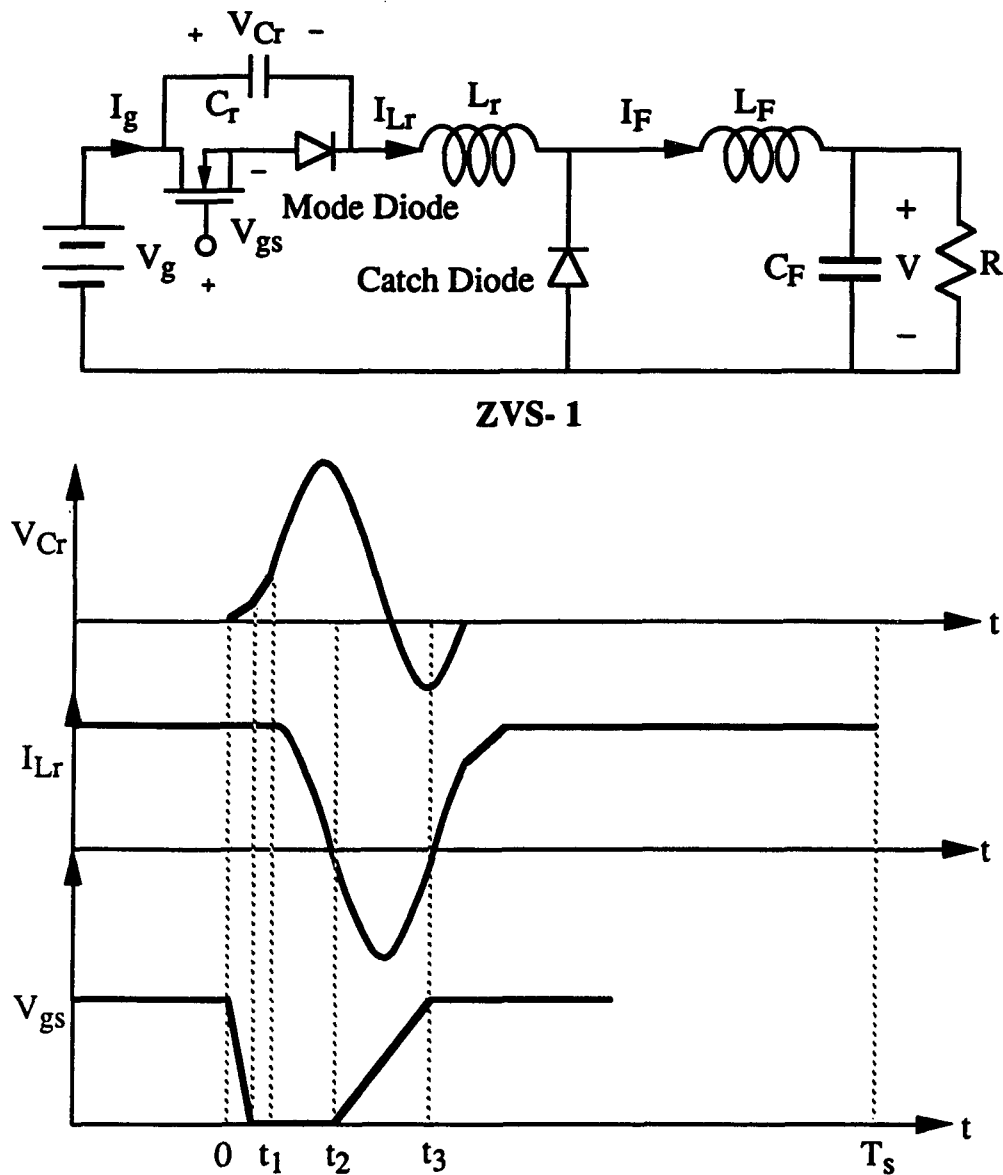 + V_Cr -
C_r
I_g
I_Lr
L_r
I_F
L_F
-
Mode Diode
V_gs
+
V_g
Catch Diode
C_F
+
V
-
R
ZVS- 1
V_Cr
t
I_Lr
t
V_gs
t
0 t_1 t_2 t_3 T_s